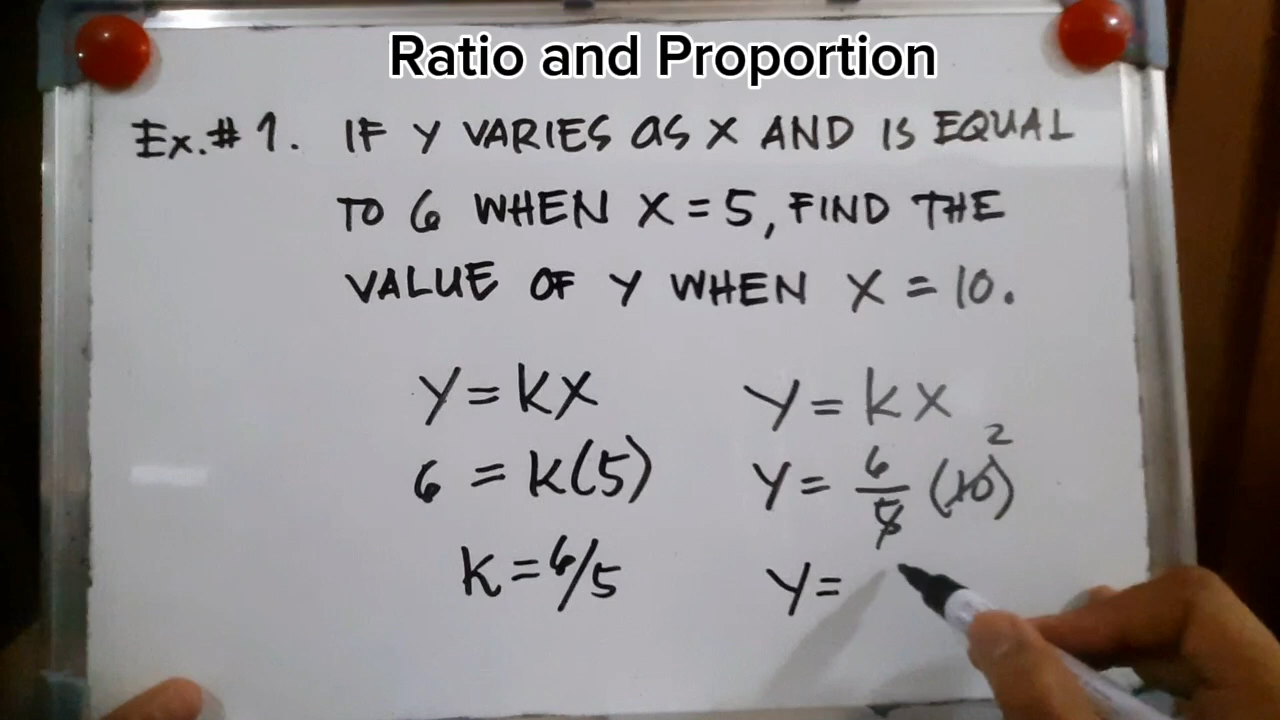 Ratio and Proportion
Ex.# 1. IF Y VARIES AS X AND IS EQUAL
TO 6 WHEN X = 5, FIND THE
VALUE OF Y WHEN X = 10.
Y = KX
6 = K(5)
K = 6/5
Y = KX
2
Y = 6/5 (10)
Y =